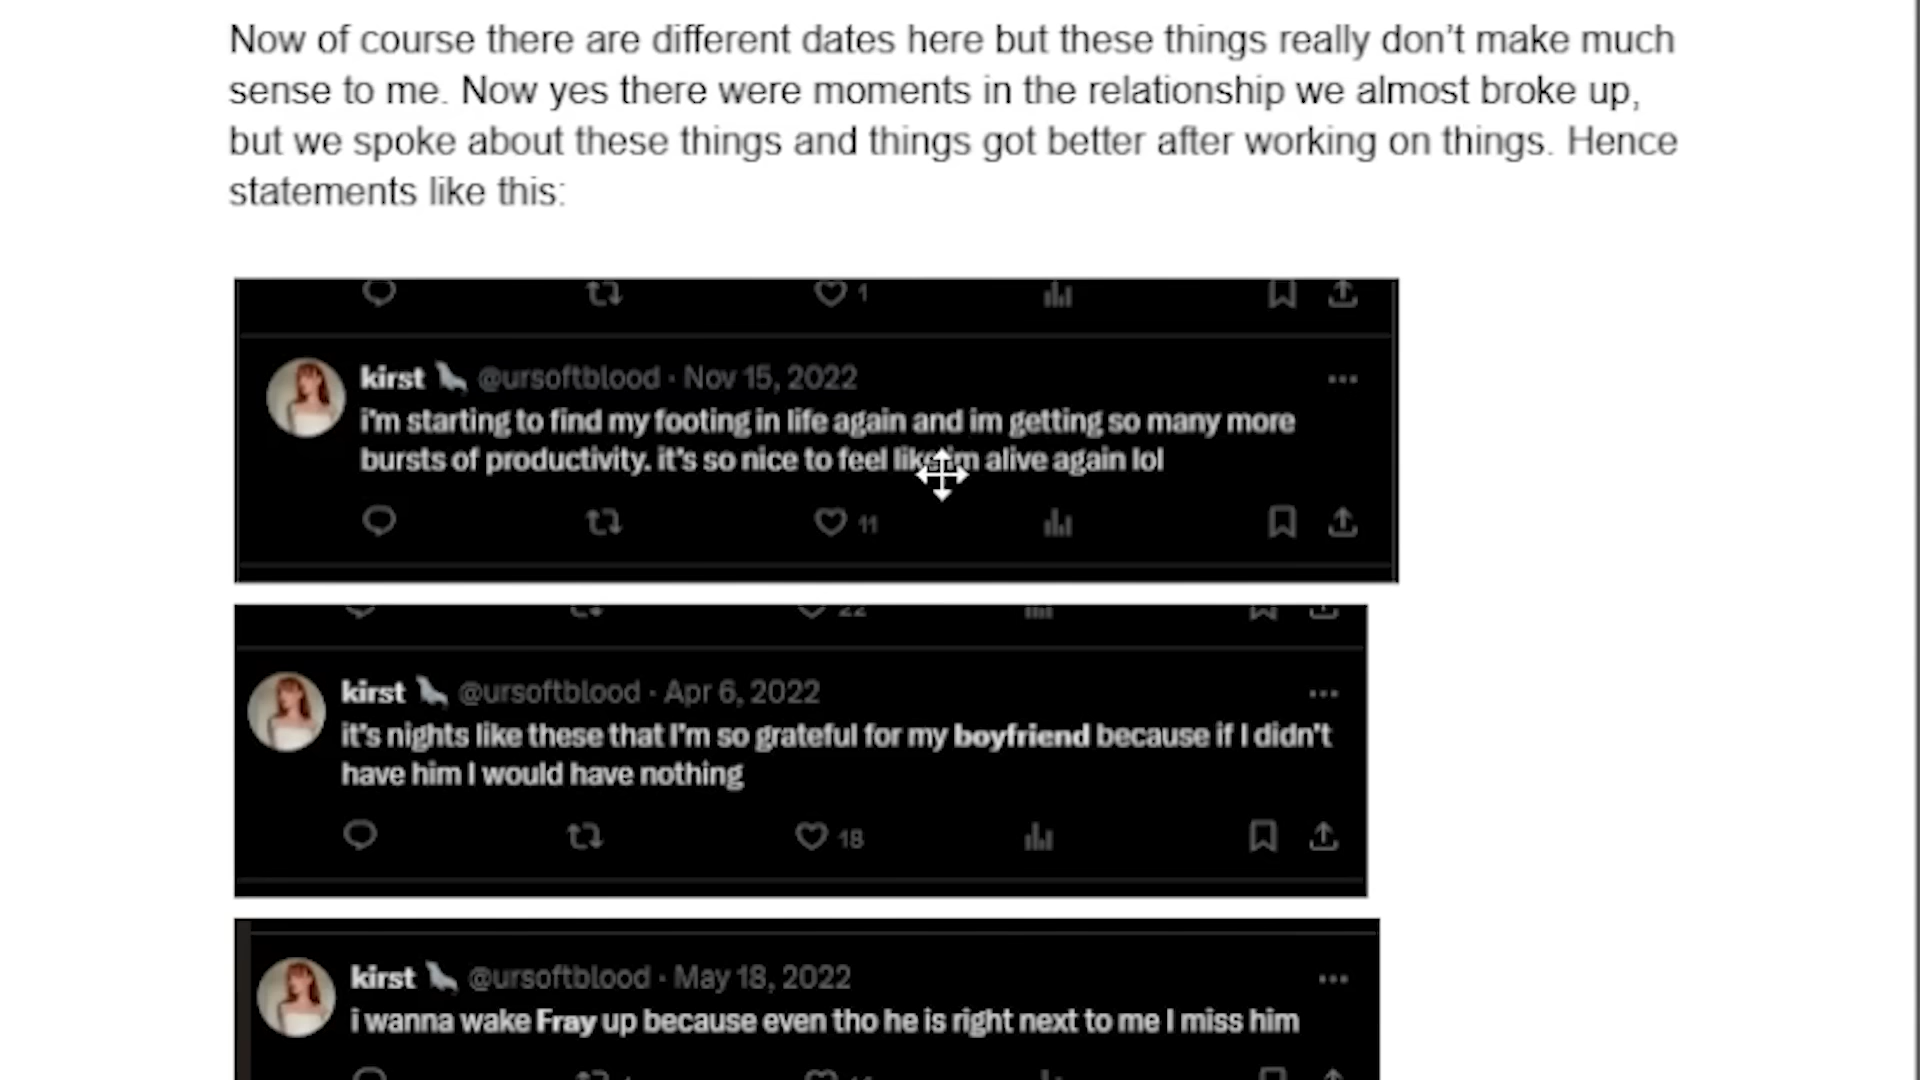 Now of course there are different dates here but these things really don't make much
sense to me. Now yes there were moments in the relationship we almost broke up,
but we spoke about these things and things got better after working on things. Hence
statements like this:
1
kirst @ursoftblood · Nov 15, 2022
i'm starting to find my footing in life again and im getting so many more
bursts of productivity. it's so nice to feel like im alive again lol
11
22
kirst @ursoftblood · Apr 6, 2022
it's nights like these that I'm so grateful for my boyfriend because if I didn't
have him I would have nothing
18
kirst @ursoftblood · May 18, 2022
i wanna wake Fray up because even tho he is right next to me I miss him